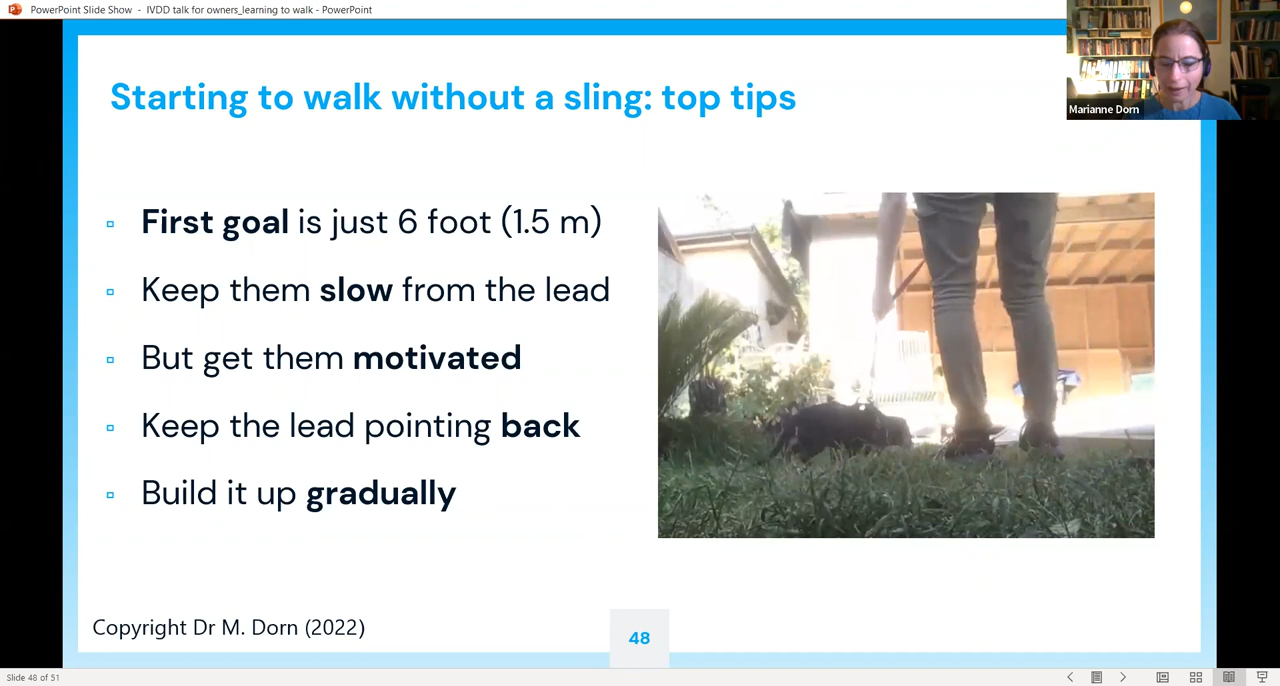 PowerPoint Slide Show - IVDD talk for owners_learning to walk - PowerPoint
Marianne Dorn
Starting to walk without a sling: top tips
First goal is just 6 foot (1.5 m)
Keep them slow from the lead
But get them motivated
Keep the lead pointing back
Build it up gradually
Copyright Dr M. Dorn (2022)
48
Slide 48 of 51